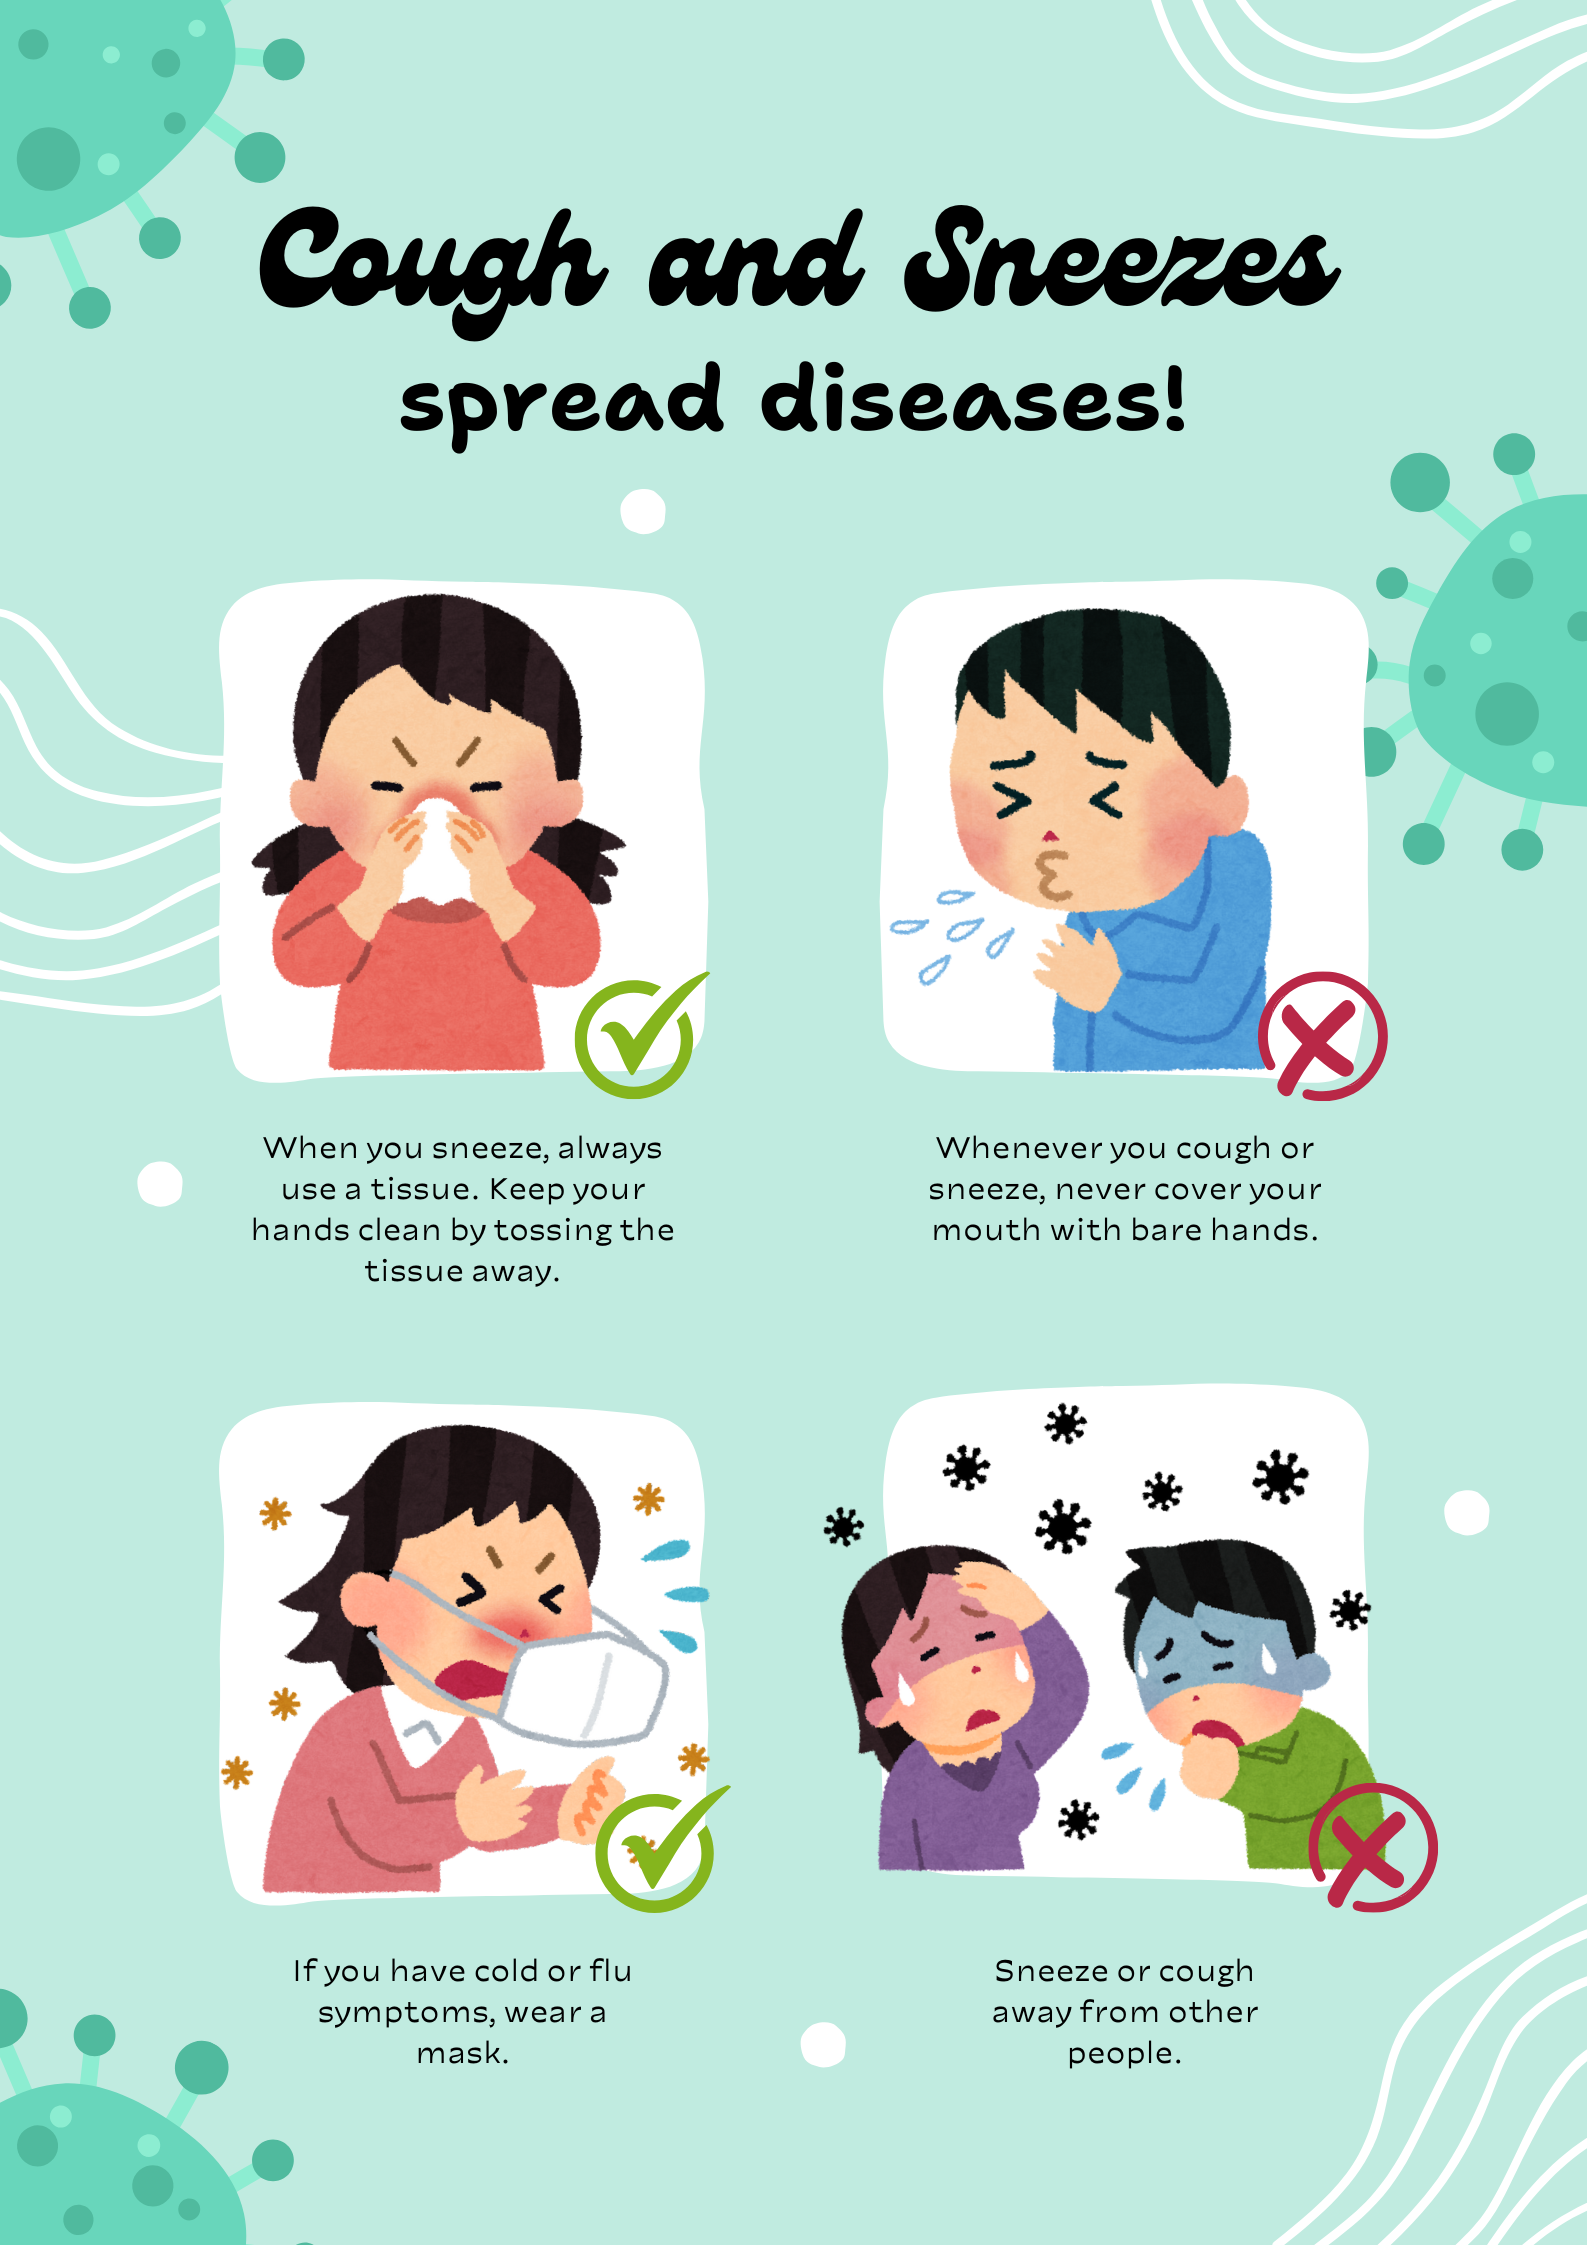 Cough and Sneezes
spread diseases!
When you sneeze, always
use a tissue. Keep your
hands clean by tossing the
tissue away.
Whenever you cough or
sneeze, never cover your
mouth with bare hands.
If you have cold or flu
symptoms, wear a
mask.
Sneeze or cough
away from other
people.